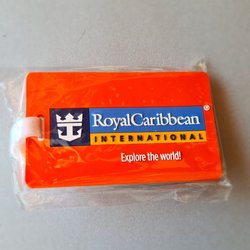 RoyalCaribbean®
INTERNATIONAL
Explore the world!